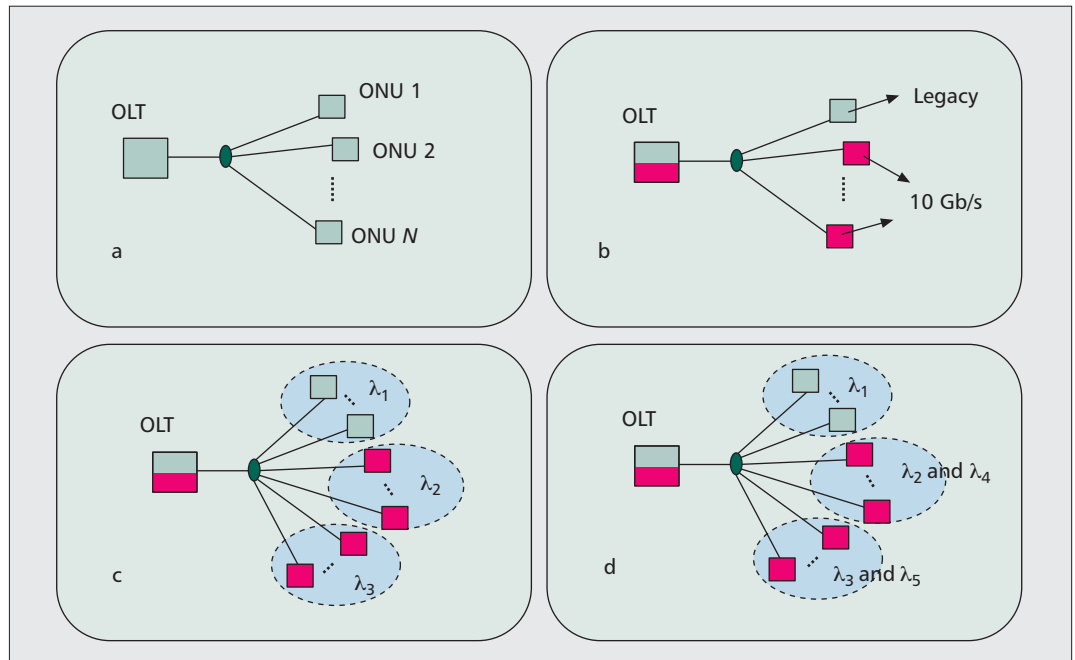 OLT
ONU 1
ONU 2
ONU N
a
OLT
Legacy
10 Gb/s
b
OLT
λ1
λ2
λ3
c
OLT
λ1
λ2 and λ4
λ3 and λ5
d